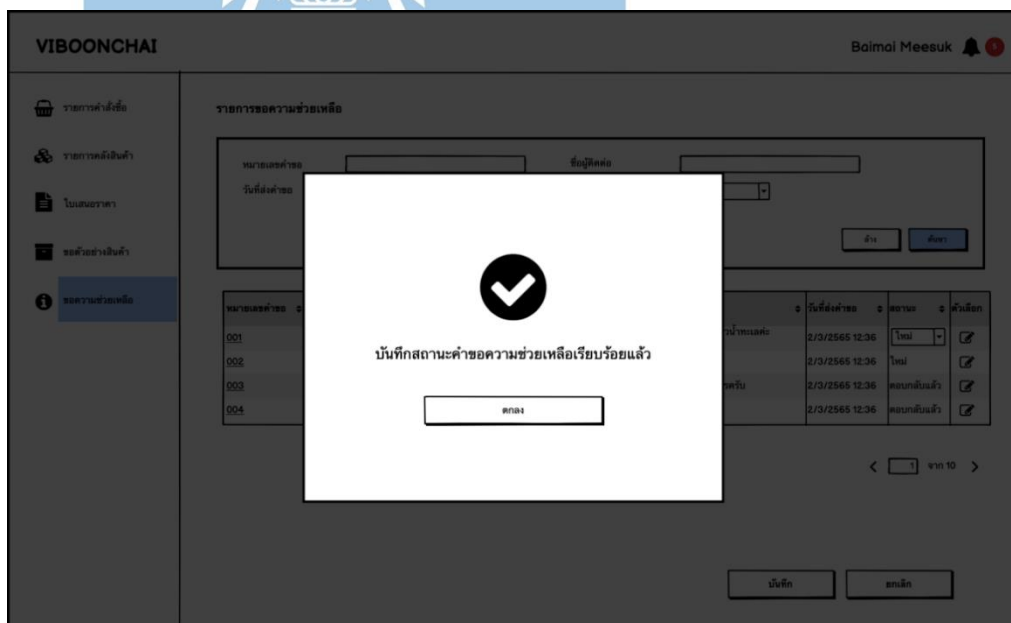 VIBOONCHAI
Baimai Meesuk
รายการคำสั่งซื้อ
รายการคลังสินค้า
ใบเสนอราคา
ขอตัวอย่างสินค้า
ขอความช่วยเหลือ
รายการขอความช่วยเหลือ
หมายเลขคำขอ ชื่อผู้ติดต่อ
วันที่ส่งคำขอ
ล้าง ค้นหา
หมายเลขคำขอ วันที่ส่งคำขอ สถานะ ตัวเลือก
001 2/3/2565 12:36 ใหม่
002 2/3/2565 12:36 ใหม่
003 2/3/2565 12:36 ตอบกลับแล้ว
004 2/3/2565 12:36 ตอบกลับแล้ว
บันทึกสถานะคำขอความช่วยเหลือเรียบร้อยแล้ว
ตกลง
1 จาก 10
บันทึก ยกเลิก